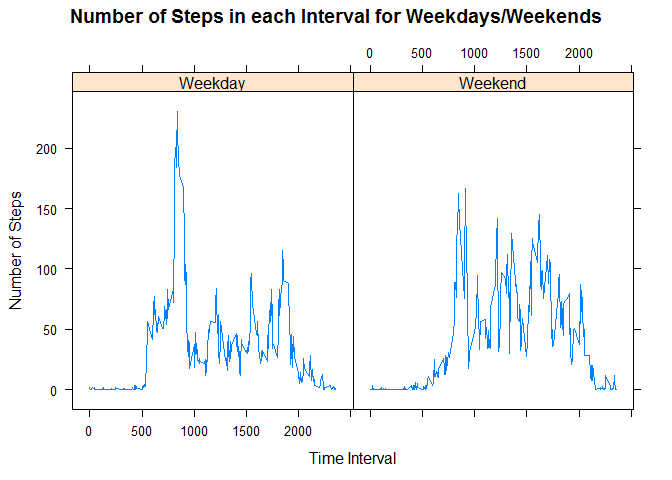 Number of Steps in each Interval for Weekdays/Weekends
0 500 1000 1500 2000
Weekday Weekend
Number of Steps
200
150
100
50
0
0 500 1000 1500 2000
Time Interval